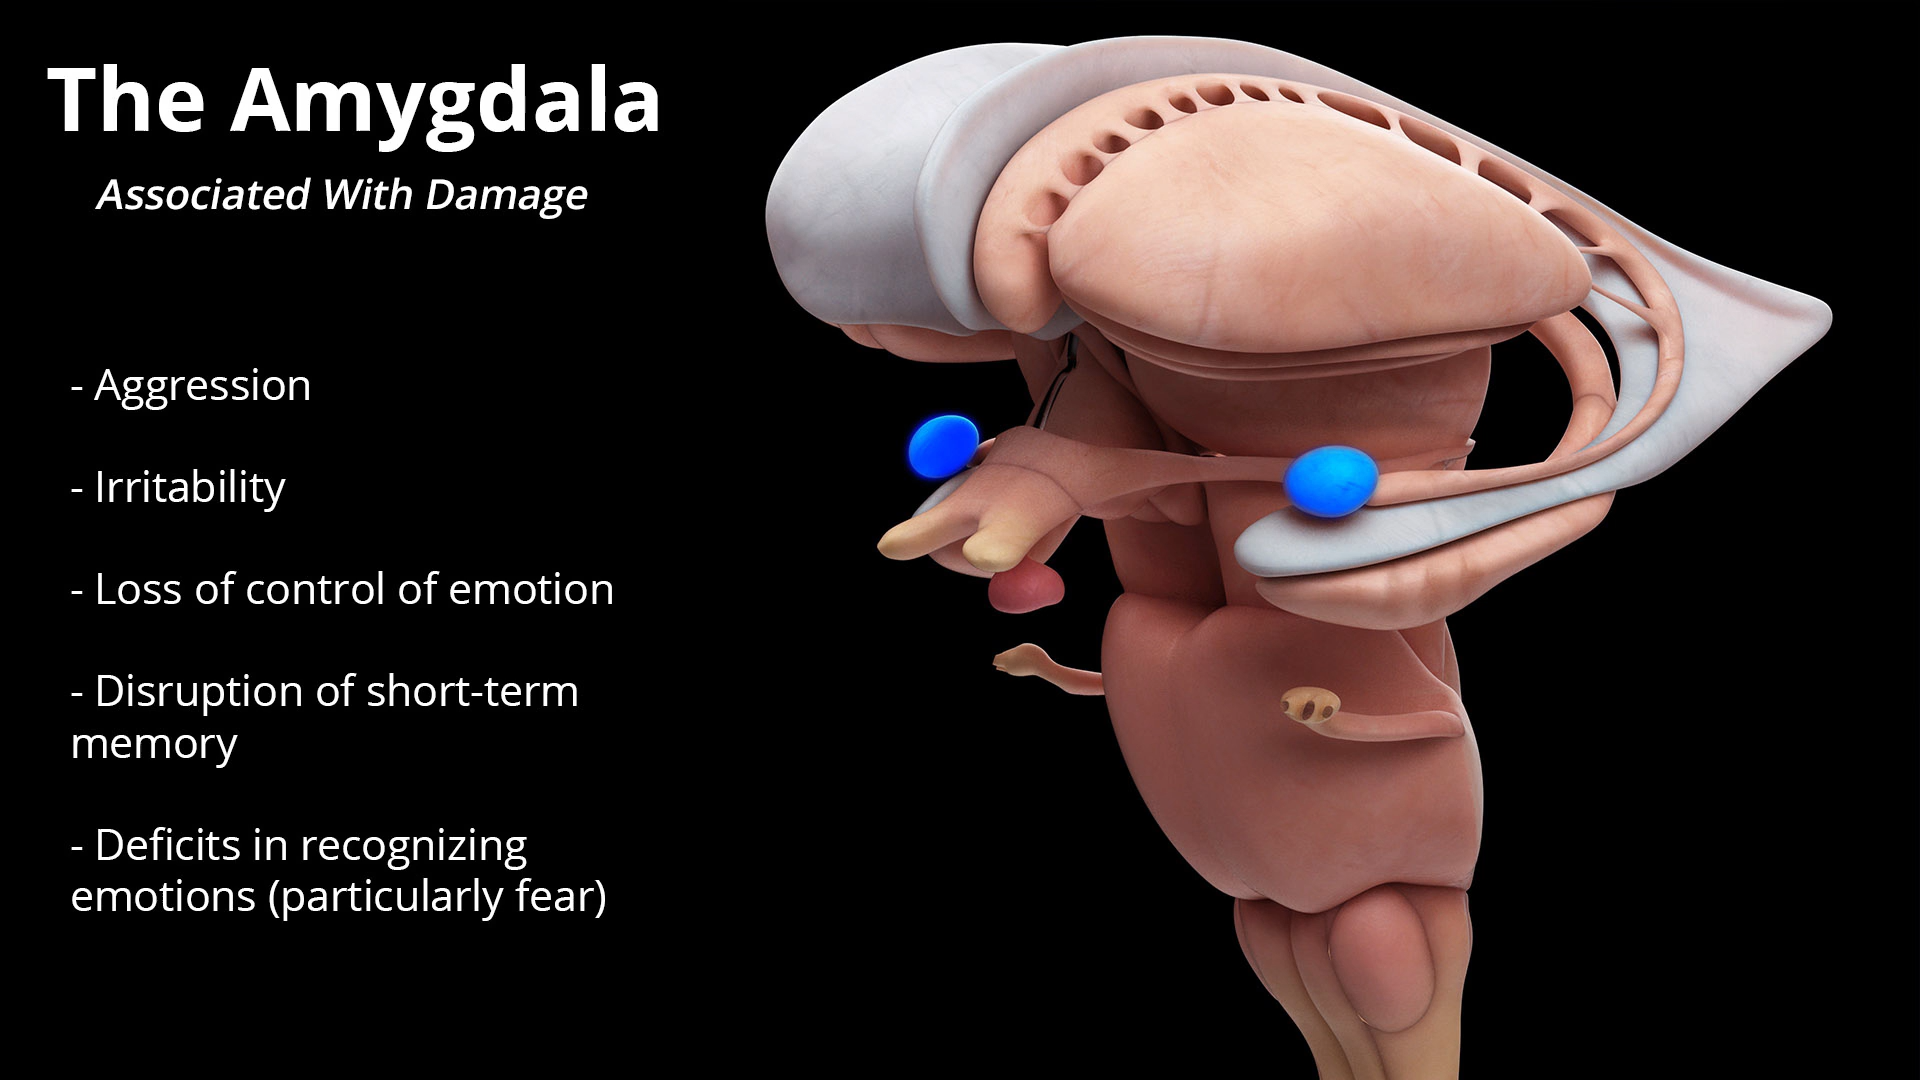 The Amygdala
Associated With Damage
- Aggression
- Irritability
- Loss of control of emotion
- Disruption of short-term
memory
- Deficits in recognizing
emotions (particularly fear)